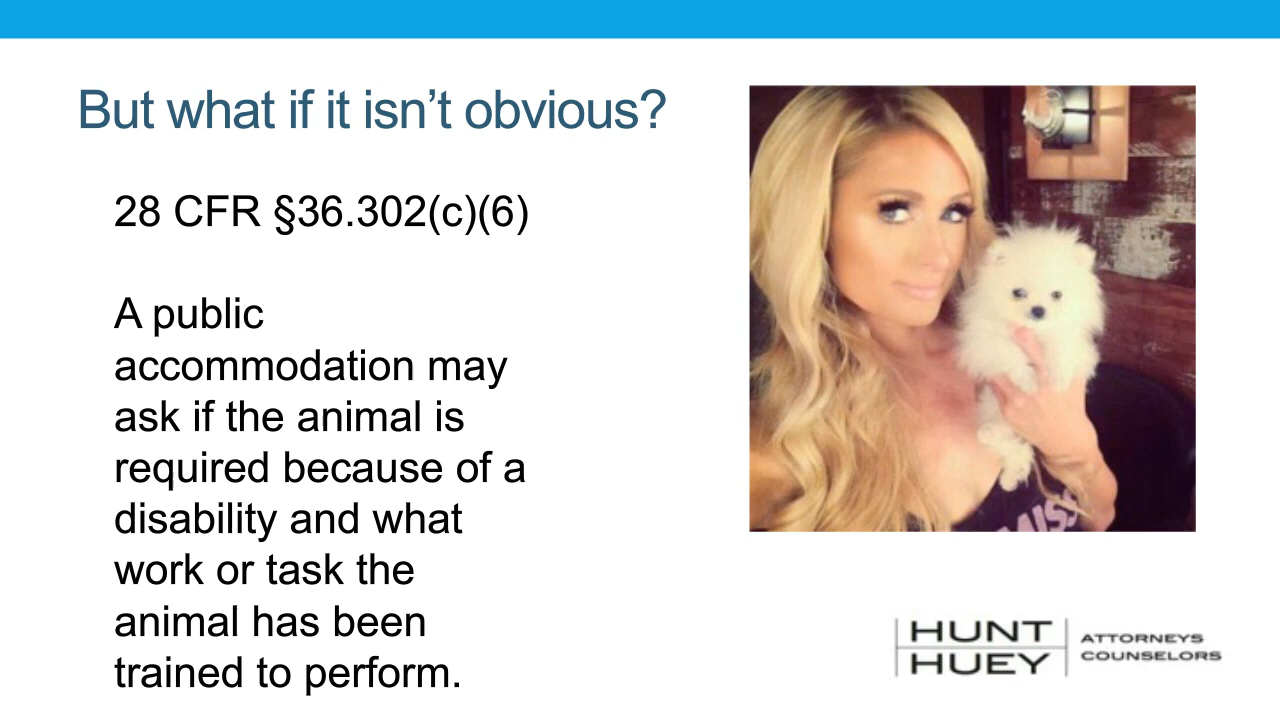 But what if it isn’t obvious?
28 CFR §36.302(c)(6)
A public
accommodation may
ask if the animal is
required because of a
disability and what
work or task the
animal has been
trained to perform.
MISS
HUNT
HUEY
ATTORNEYS
COUNSELORS